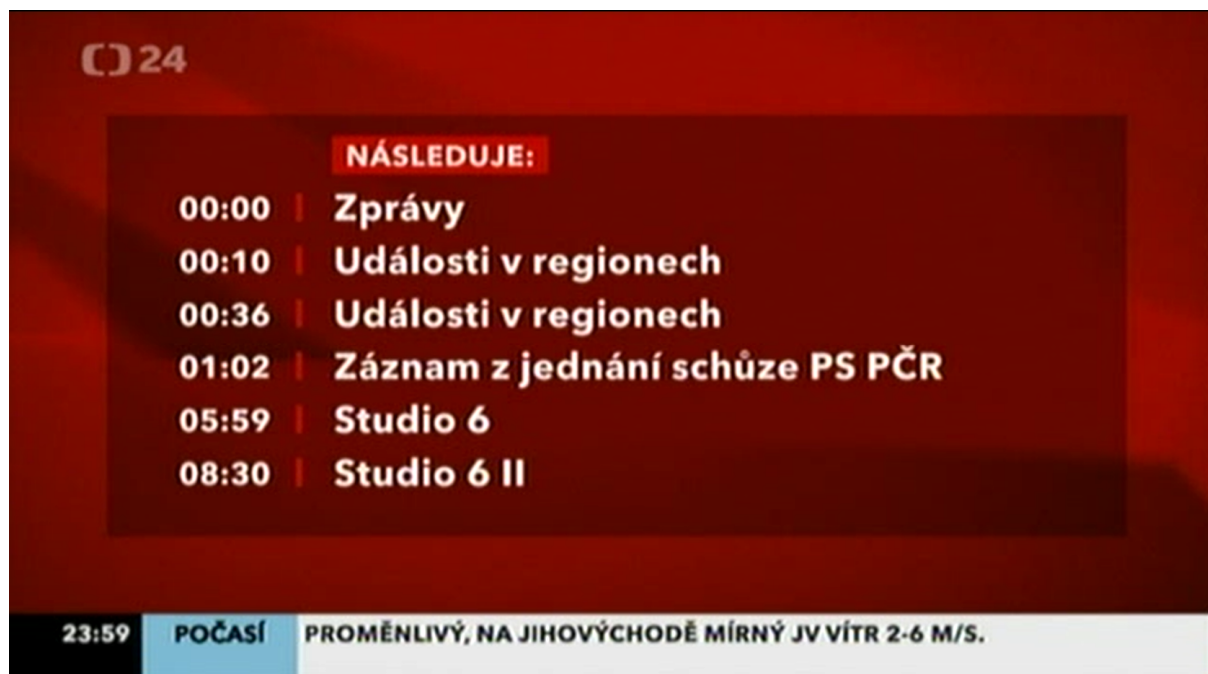 24
NÁSLEDUJE:
00:00 Zprávy
00:10 Události v regionech
00:36 Události v regionech
01:02 Záznam z jednání schůze PS PČR
05:59 Studio 6
08:30 Studio 6 II
23:59 POČASÍ PROMĚNLIVÝ, NA JIHOVÝCHODĚ MÍRNÝ JV VÍTR 2-6 M/S.